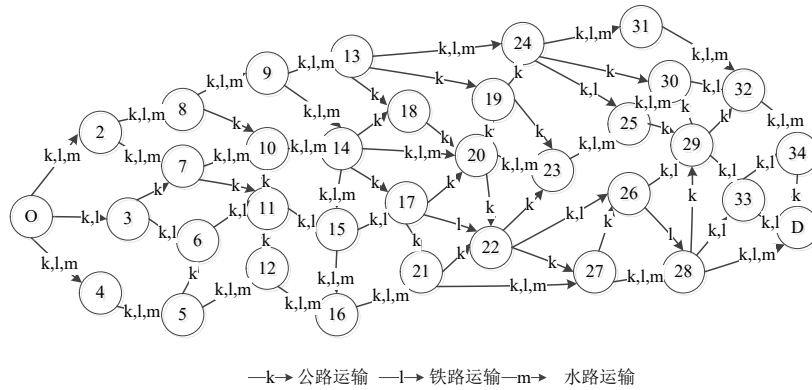 31
k,l,m
24
k,l,m
13
k,l,m
9
k,l,m
k
k
k
30
k,l
32
k,l
k
19
k,l,m
k
8
k,l,m
k,l,m
18
k
k,l,m
k
k
k
k
2
k,l,m
k
k
25
k,l
k
29
10
k,l,m
14
k,l,m
20
k,l,m
23
k,l,m
34
k,l,m
7
k,l,m
k,l
k,l
k,l
k,l,m
k
k
k
k
k,l,m
k
26
k,l
k
O
k,l
3
k,l
11
k,l
17
k
l
k
k
33
k,l
D
6
k,l
15
k,l
k
22
k,l
l
k,l
k
k
k
k,l,m
k
12
k,l,m
21
k
k
27
k,l,m
28
k,l,m
4
k,l,m
5
k,l,m
k,l,m
16
k,l,m
k,l,m
k 公路运输 l 铁路运输 m 水路运输